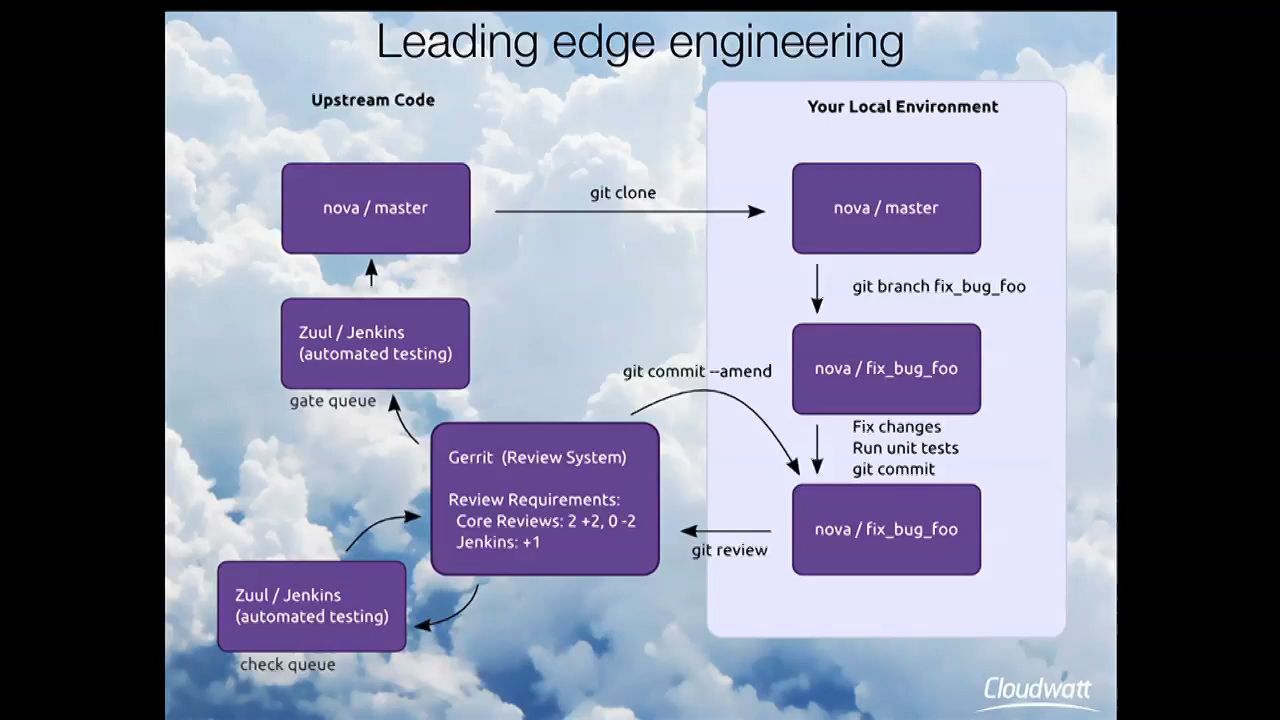 Leading edge engineering
Upstream Code
Your Local Environment
nova / master
git clone
nova / master
git branch fix_bug_foo
Zuul / Jenkins
(automated testing)
gate queue
nova / fix_bug_foo
git commit --amend
Fix changes
Run unit tests
git commit
Gerrit (Review System)
Review Requirements:
Core Reviews: 2 +2, 0 -2
Jenkins: +1
nova / fix_bug_foo
git review
Zuul / Jenkins
(automated testing)
check queue
Cloudwatt